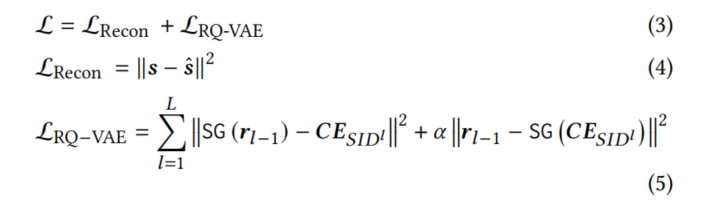 𝓛 = 𝓛_Recon + 𝓛_RQ-VAE (3)
𝓛_Recon = ‖𝒔 − 𝒔̂‖² (4)
𝓛_RQ−VAE = ∑_{l=1}^{L} ‖SG (𝒓_{l−1}) − 𝑪𝑬_{SID^l}‖² + α ‖𝒓_{l−1} − SG (𝑪𝑬_{SID^l})‖²
(5)